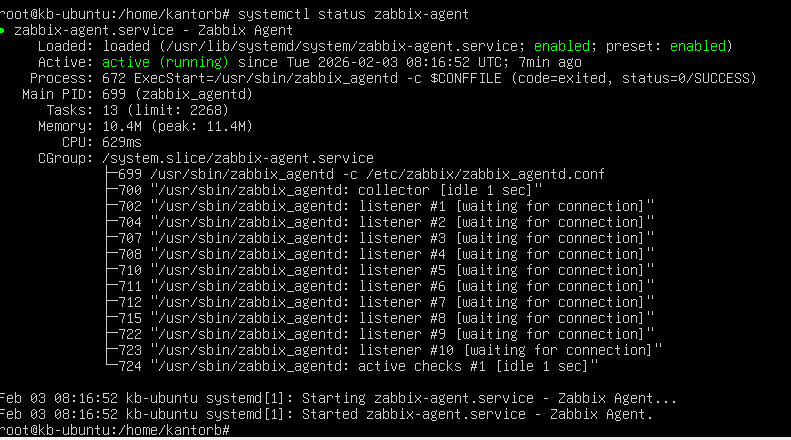 root@kb-ubuntu:/home/kantorb# systemctl status zabbix-agent
● zabbix-agent.service - Zabbix Agent
Loaded: loaded (/usr/lib/systemd/system/zabbix-agent.service; enabled; preset: enabled)
Active: active (running) since Tue 2026-02-03 08:16:52 UTC; 7min ago
Process: 672 ExecStart=/usr/sbin/zabbix_agentd -c $CONFFILE (code=exited, status=0/SUCCESS)
Main PID: 699 (zabbix_agentd)
Tasks: 13 (limit: 2268)
Memory: 10.4M (peak: 11.4M)
CPU: 629ms
CGroup: /system.slice/zabbix-agent.service
├─699 /usr/sbin/zabbix_agentd -c /etc/zabbix/zabbix_agentd.conf
├─700 "/usr/sbin/zabbix_agentd: collector [idle 1 sec]"
├─702 "/usr/sbin/zabbix_agentd: listener #1 [waiting for connection]"
├─704 "/usr/sbin/zabbix_agentd: listener #2 [waiting for connection]"
├─707 "/usr/sbin/zabbix_agentd: listener #3 [waiting for connection]"
├─708 "/usr/sbin/zabbix_agentd: listener #4 [waiting for connection]"
├─710 "/usr/sbin/zabbix_agentd: listener #5 [waiting for connection]"
├─711 "/usr/sbin/zabbix_agentd: listener #6 [waiting for connection]"
├─712 "/usr/sbin/zabbix_agentd: listener #7 [waiting for connection]"
├─715 "/usr/sbin/zabbix_agentd: listener #8 [waiting for connection]"
├─722 "/usr/sbin/zabbix_agentd: listener #9 [waiting for connection]"
├─723 "/usr/sbin/zabbix_agentd: listener #10 [waiting for connection]"
└─724 "/usr/sbin/zabbix_agentd: active checks #1 [idle 1 sec]"
Feb 03 08:16:52 kb-ubuntu systemd[1]: Starting zabbix-agent.service - Zabbix Agent...
Feb 03 08:16:52 kb-ubuntu systemd[1]: Started zabbix-agent.service - Zabbix Agent.
root@kb-ubuntu:/home/kantorb#